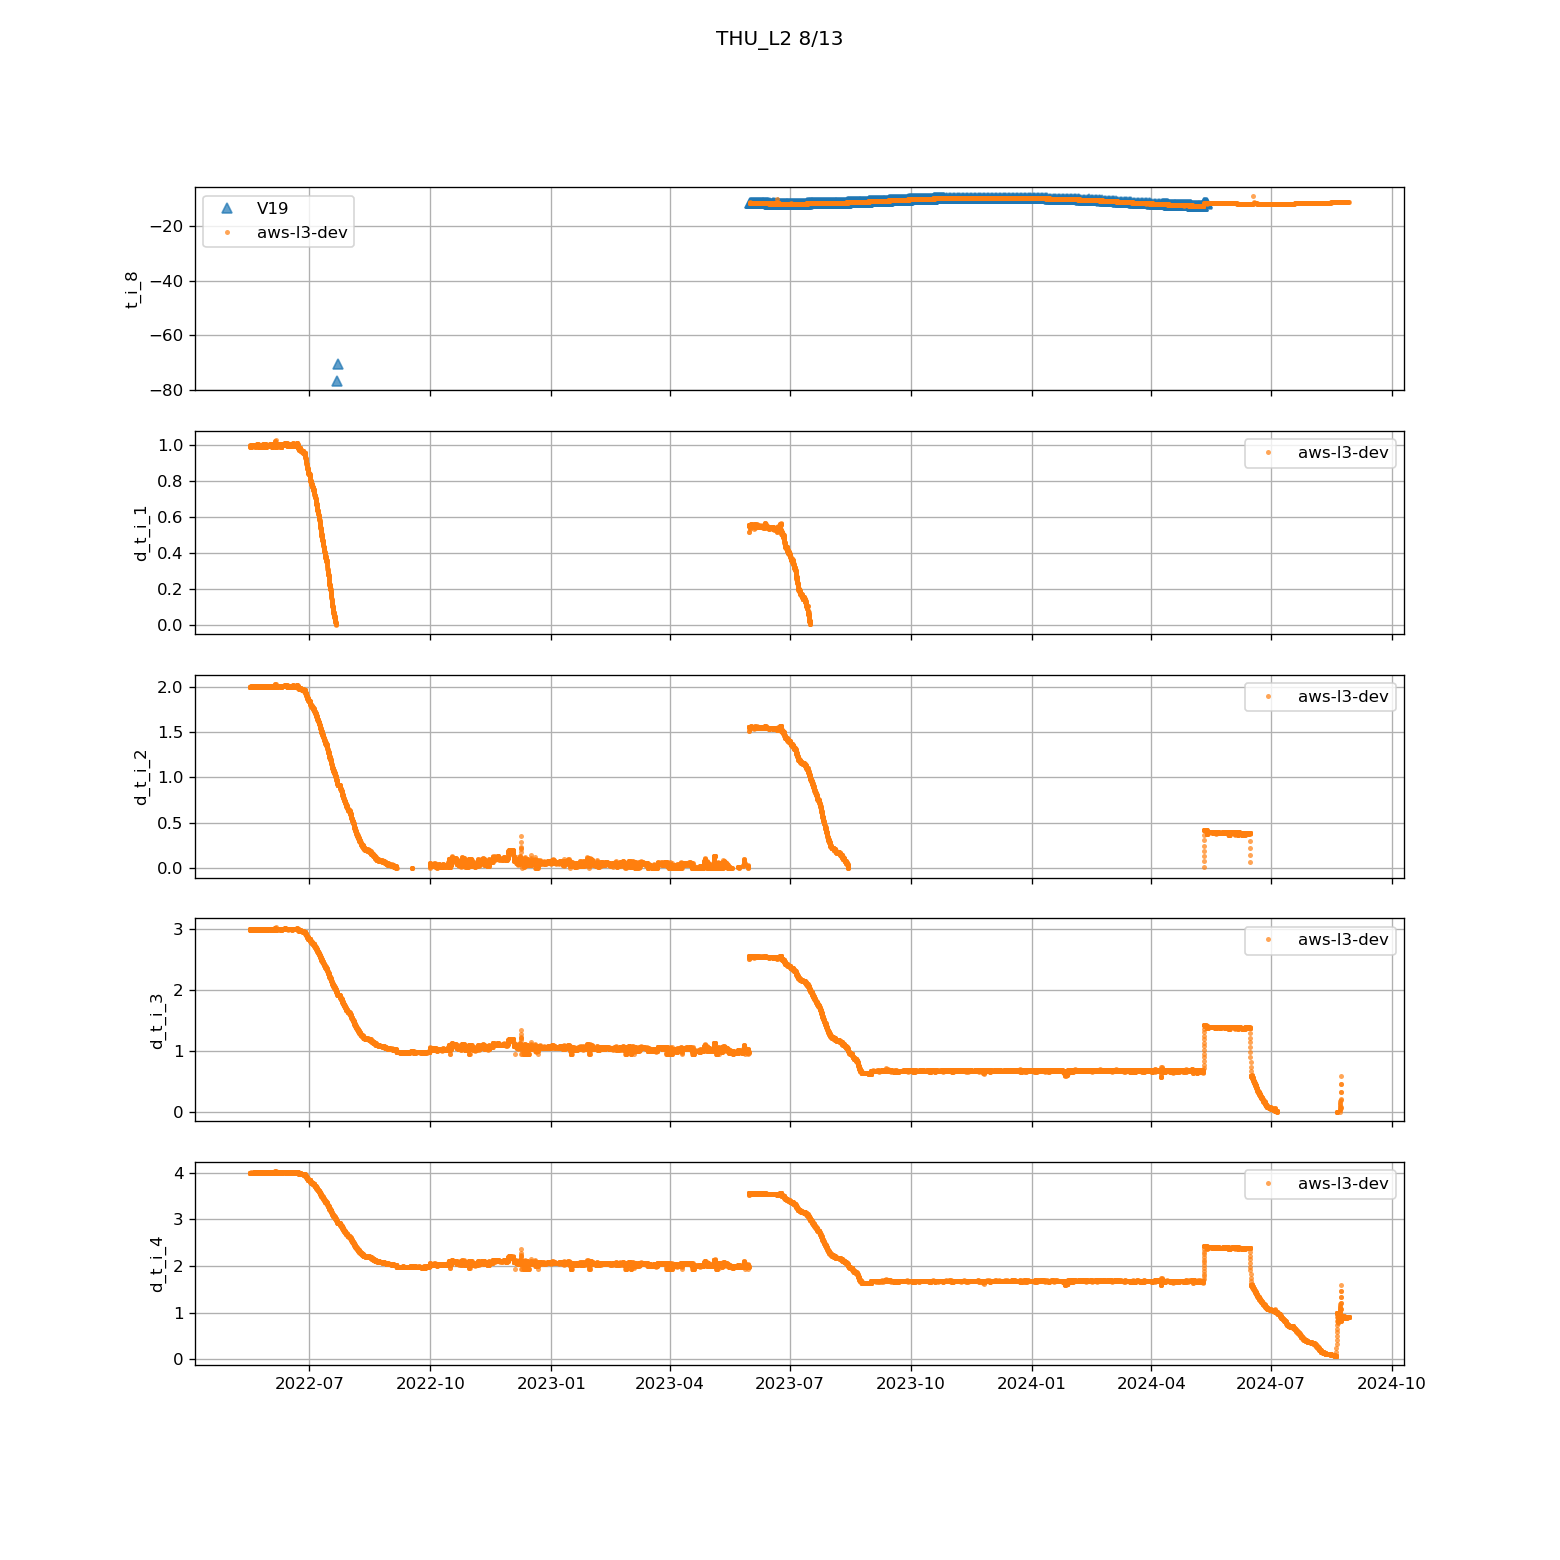 THU_L2 8/13
V19
aws-l3-dev
−20
−40
−60
−80
t_i_8
aws-l3-dev
1.0
0.8
0.6
0.4
0.2
0.0
d_t_i_1
aws-l3-dev
2.0
1.5
1.0
0.5
0.0
d_t_i_2
aws-l3-dev
3
2
1
0
d_t_i_3
aws-l3-dev
4
3
2
1
0
d_t_i_4
2022-07 2022-10 2023-01 2023-04 2023-07 2023-10 2024-01 2024-04 2024-07 2024-10